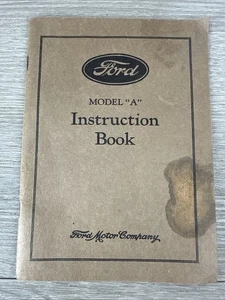 Ford
MODEL "A"
Instruction
Book
Ford Motor Company